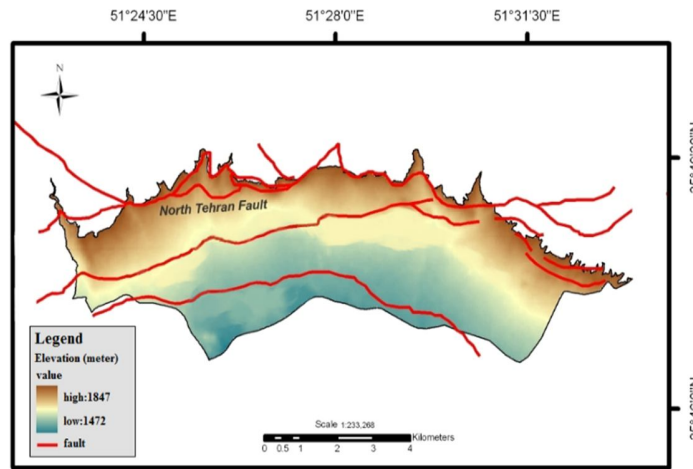 51°24'30"E 51°28'0"E 51°31'30"E
N
North Tehran Fault
Legend
Elevation (meter)
value
high:1847
low:1472
fault
Scale 1:233,268
Kilometers
0 0.5 1 2 3 4